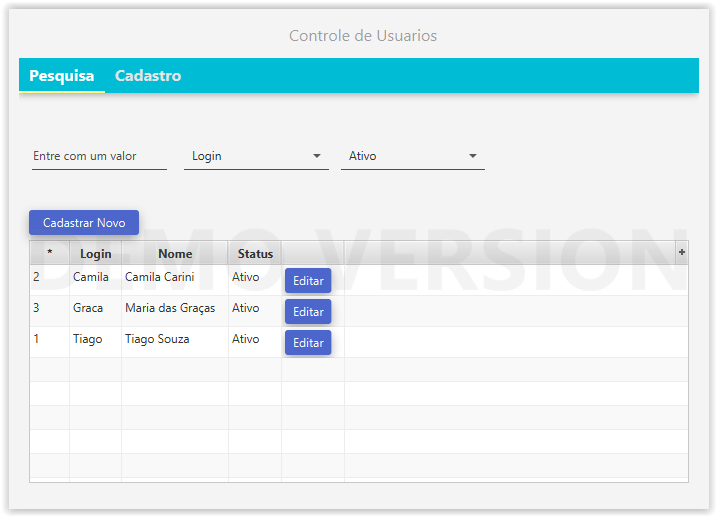 Controle de Usuarios
Pesquisa Cadastro
Entre com um valor Login Ativo
Cadastrar Novo
DEMO VERSION
* Login Nome Status +
2 Camila Camila Carini Ativo Editar
3 Graca Maria das Graças Ativo Editar
1 Tiago Tiago Souza Ativo Editar